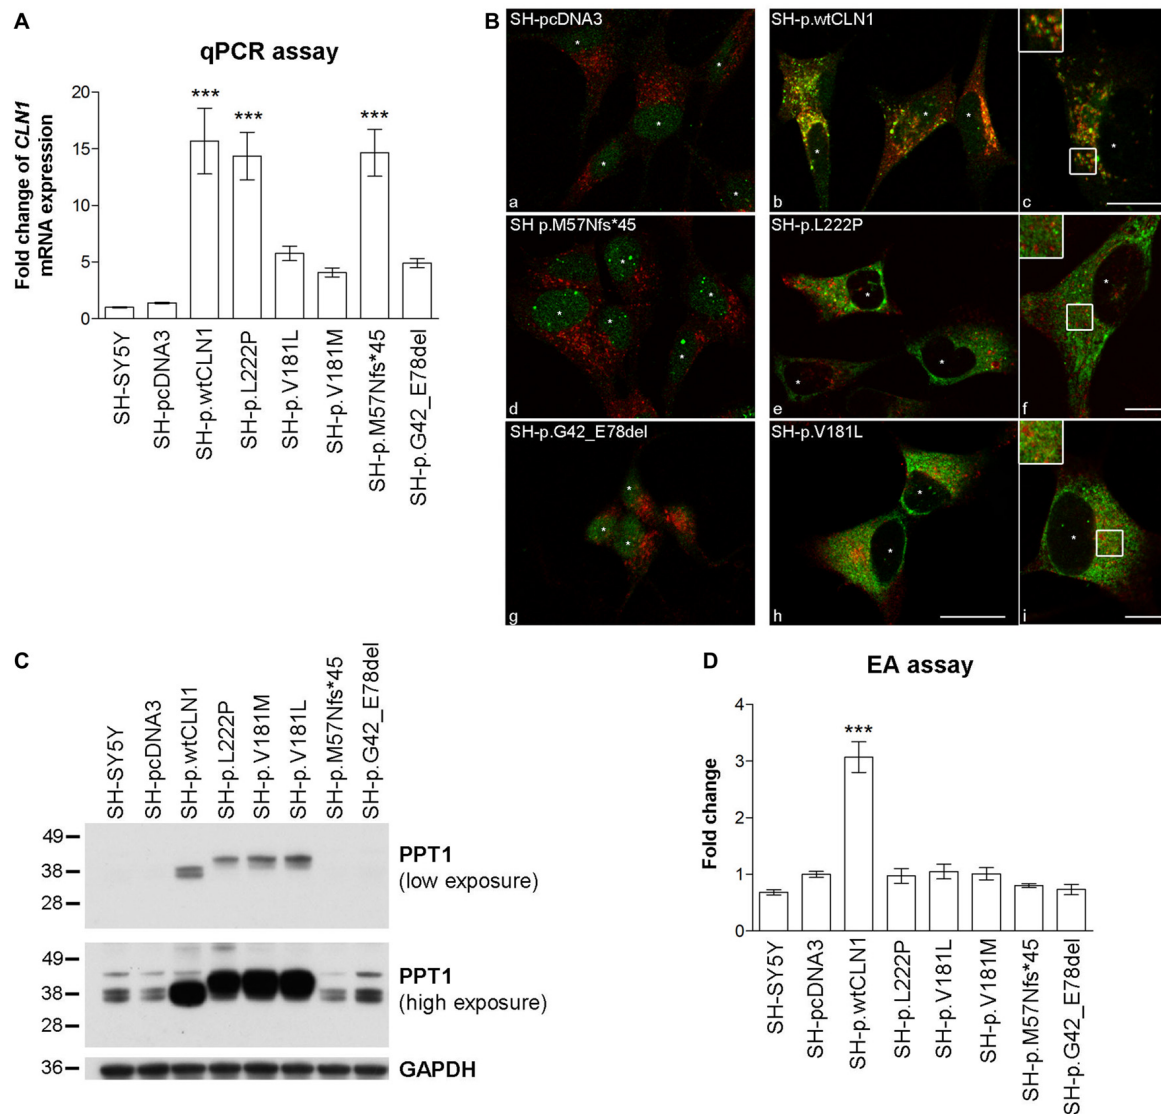 A
qPCR assay
Fold change of CLN1
mRNA expression
20
15
10
5
0
***
***
***
SH-SY5Y
SH-pcDNA3
SH-p.wtCLN1
SH-p.L222P
SH-p.V181L
SH-p.V181M
SH-p.M57Nfs*45
SH-p.G42_E78del
B
SH-pcDNA3
* * * * *
a
SH-p.wtCLN1
* * *
b
*
c
SH p.M57Nfs*45
* * * *
d
SH-p.L222P
* * *
e
*
f
SH-p.G42_E78del
* * *
g
SH-p.V181L
* *
h
*
i
C
SH-SY5Y
SH-pcDNA3
SH-p.wtCLN1
SH-p.L222P
SH-p.V181M
SH-p.V181L
SH-p.M57Nfs*45
SH-p.G42_E78del
49
38
28
PPT1
(low exposure)
49
38
28
PPT1
(high exposure)
36
GAPDH
D
EA assay
Fold change
4
3
2
1
0
***
SH-SY5Y
SH-pcDNA3
SH-p.wtCLN1
SH-p.L222P
SH-p.V181L
SH-p.V181M
SH-p.M57Nfs*45
SH-p.G42_E78del